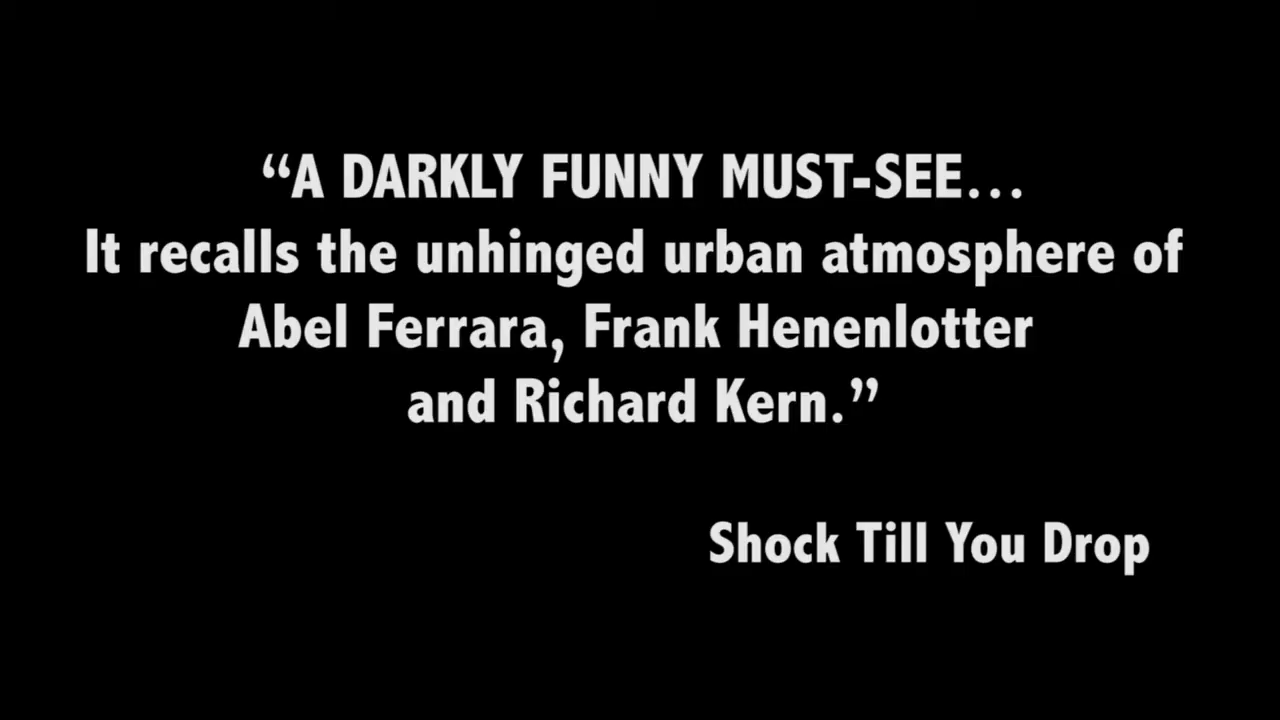 “A DARKLY FUNNY MUST-SEE...
It recalls the unhinged urban atmosphere of
Abel Ferrara, Frank Henenlotter
and Richard Kern.”
Shock Till You Drop